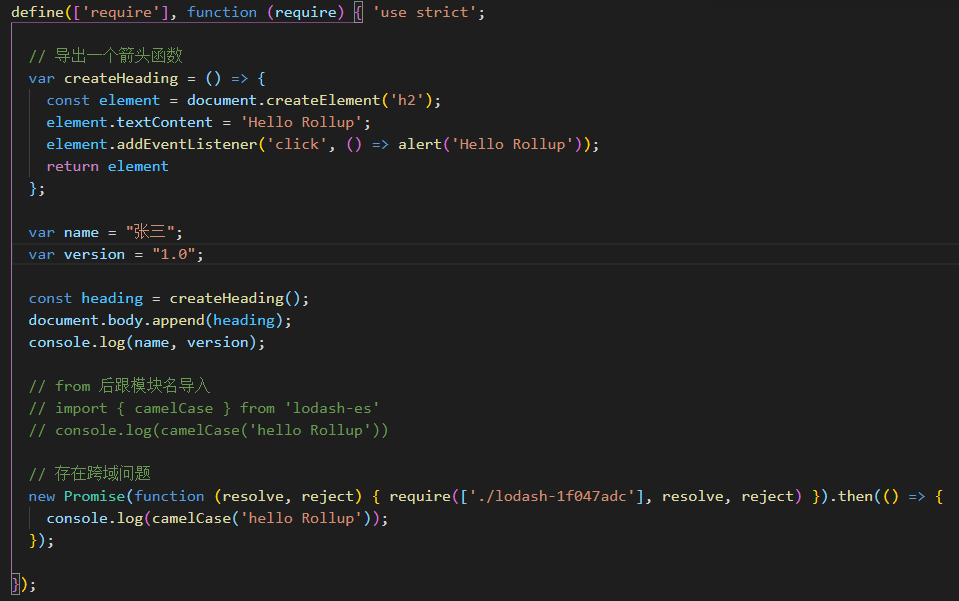 define(['require'], function (require) { 'use strict';
// 导出一个箭头函数
var createHeading = () => {
const element = document.createElement('h2');
element.textContent = 'Hello Rollup';
element.addEventListener('click', () => alert('Hello Rollup'));
return element
};
var name = "张三";
var version = "1.0";
const heading = createHeading();
document.body.append(heading);
console.log(name, version);
// from 后跟模块名导入
// import { camelCase } from 'lodash-es'
// console.log(camelCase('hello Rollup'))
// 存在跨域问题
new Promise(function (resolve, reject) { require(['./lodash-1f047adc'], resolve, reject) }).then(() => {
console.log(camelCase('hello Rollup'));
});
});